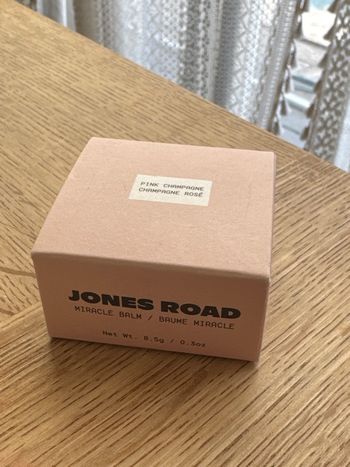 PINK CHAMPAGNE
CHAMPAGNE ROSÉ
JONES ROAD
MIRACLE BALM / BAUME MIRACLE
Net Wt. 8.5g / 0.3oz